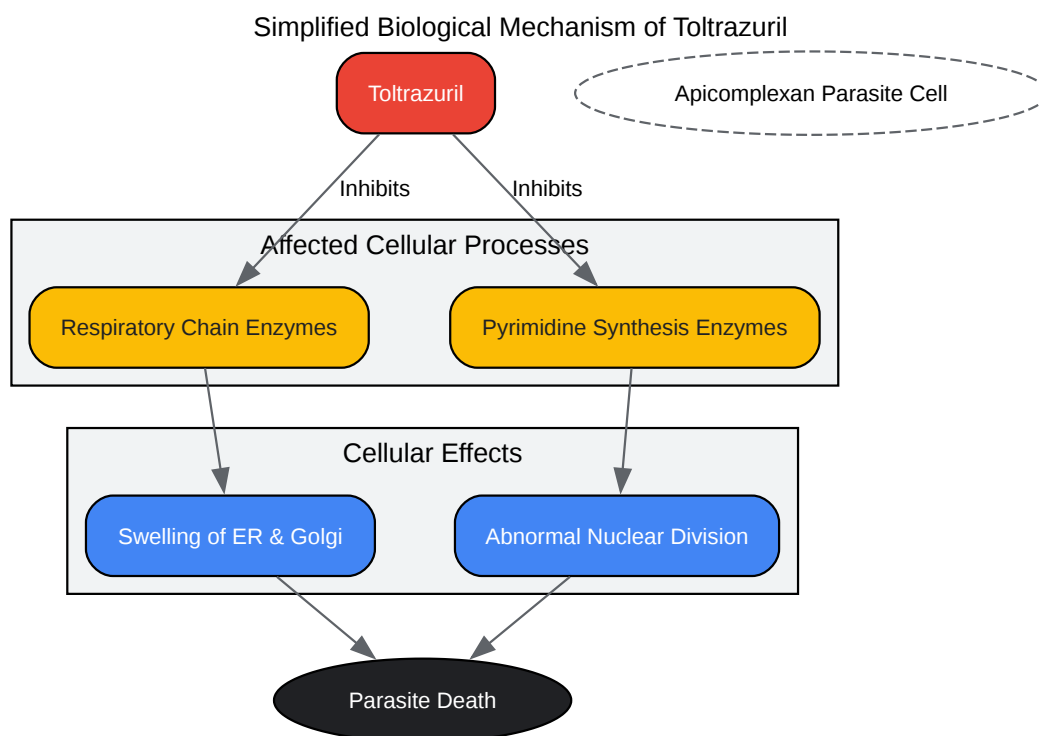 Simplified Biological Mechanism of Toltrazuril
Toltrazuril
Apicomplexan Parasite Cell
Inhibits
Inhibits
Affected Cellular Processes
Respiratory Chain Enzymes
Pyrimidine Synthesis Enzymes
Cellular Effects
Swelling of ER & Golgi
Abnormal Nuclear Division
Parasite Death